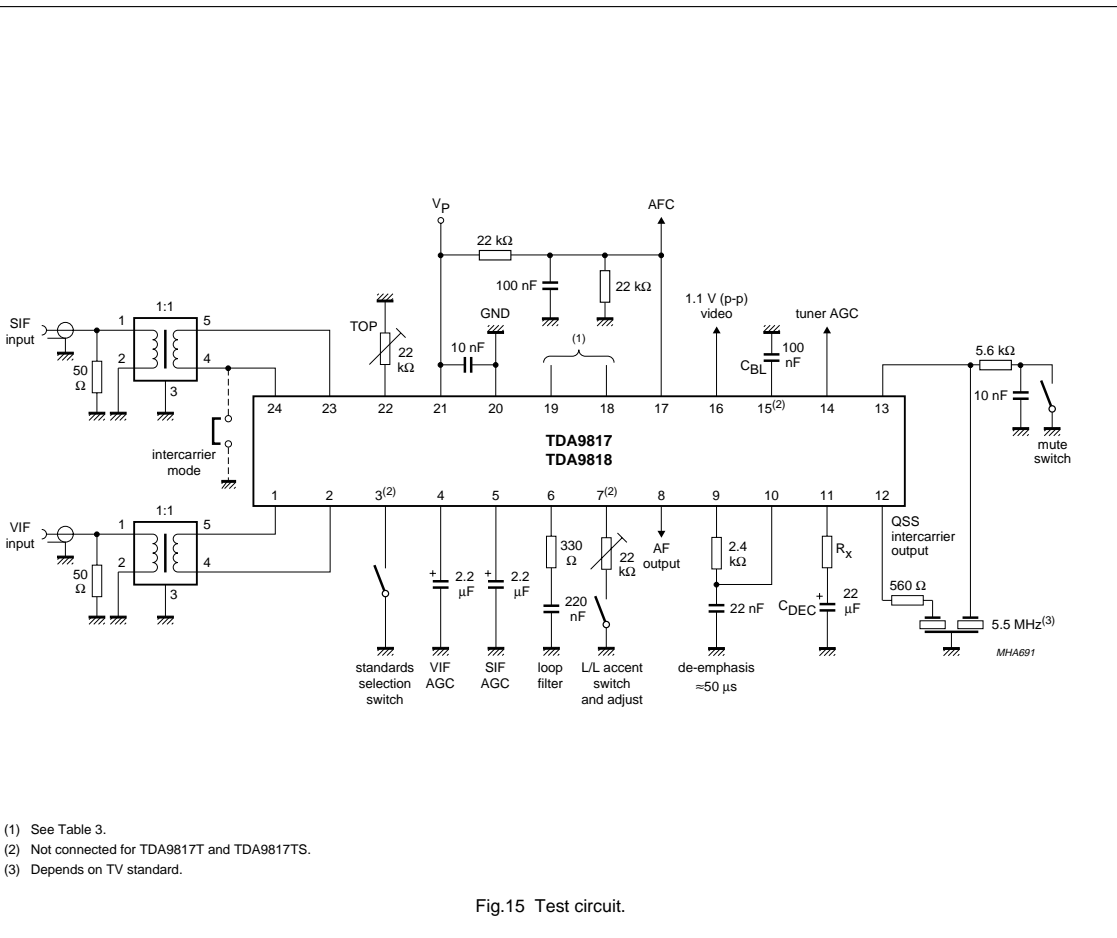 V_P
AFC
22 kΩ
100 nF
22 kΩ
1.1 V (p-p)
video
tuner AGC
GND
1:1
SIF
input
1
5
2
4
3
50
Ω
TOP
22
kΩ
10 nF
(1)
C_BL
100
nF
5.6 kΩ
10 nF
mute
switch
intercarrier
mode
24
23
22
21
20
19
18
17
16
15(2)
14
13
TDA9817
TDA9818
1
2
3(2)
4
5
6
7(2)
8
9
10
11
12
1:1
VIF
input
1
5
2
4
3
50
Ω
+
2.2
μF
+
2.2
μF
330
Ω
220
nF
22
kΩ
AF
output
2.4
kΩ
22 nF
R_X
C_DEC
+
22
μF
QSS
intercarrier
output
560 Ω
5.5 MHz(3)
MHA691
standards
selection
switch
VIF
AGC
SIF
AGC
loop
filter
L/L accent
switch
and adjust
de-emphasis
≈50 μs
(1) See Table 3.
(2) Not connected for TDA9817T and TDA9817TS.
(3) Depends on TV standard.
Fig.15 Test circuit.